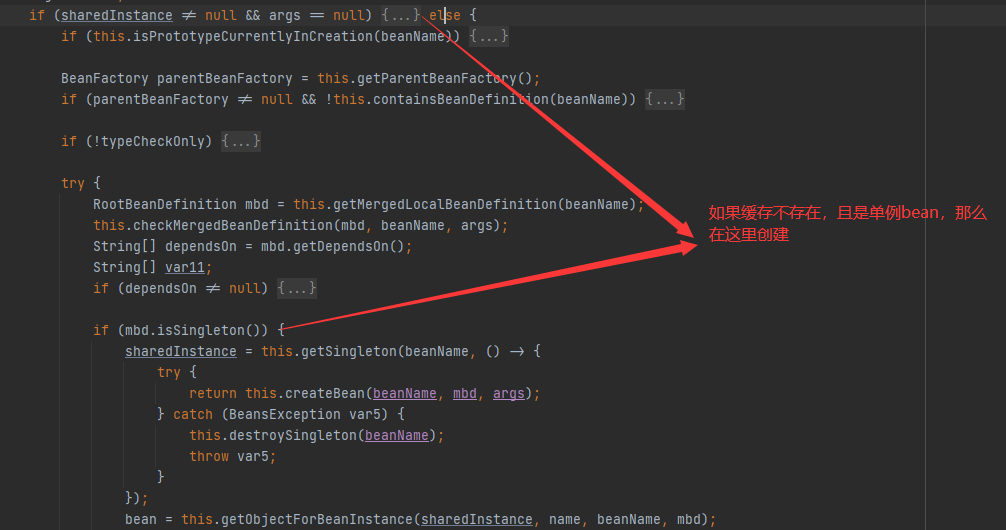 if (sharedInstance ≠ null && args == null) {...} else {
if (this.isPrototypeCurrentlyInCreation(beanName)) {...}
BeanFactory parentBeanFactory = this.getParentBeanFactory();
if (parentBeanFactory ≠ null && !this.containsBeanDefinition(beanName)) {...}
if (!typeCheckOnly) {...}
try {
RootBeanDefinition mbd = this.getMergedLocalBeanDefinition(beanName);
this.checkMergedBeanDefinition(mbd, beanName, args);
String[] dependsOn = mbd.getDependsOn();
String[] var11;
if (dependsOn ≠ null) {...}
if (mbd.isSingleton()) {
sharedInstance = this.getSingleton(beanName, () → {
try {
return this.createBean(beanName, mbd, args);
} catch (BeansException var5) {
this.destroySingleton(beanName);
throw var5;
}
});
bean = this.getObjectForBeanInstance(sharedInstance, name, beanName, mbd);
如果缓存不存在，且是单例bean，那么
在这里创建